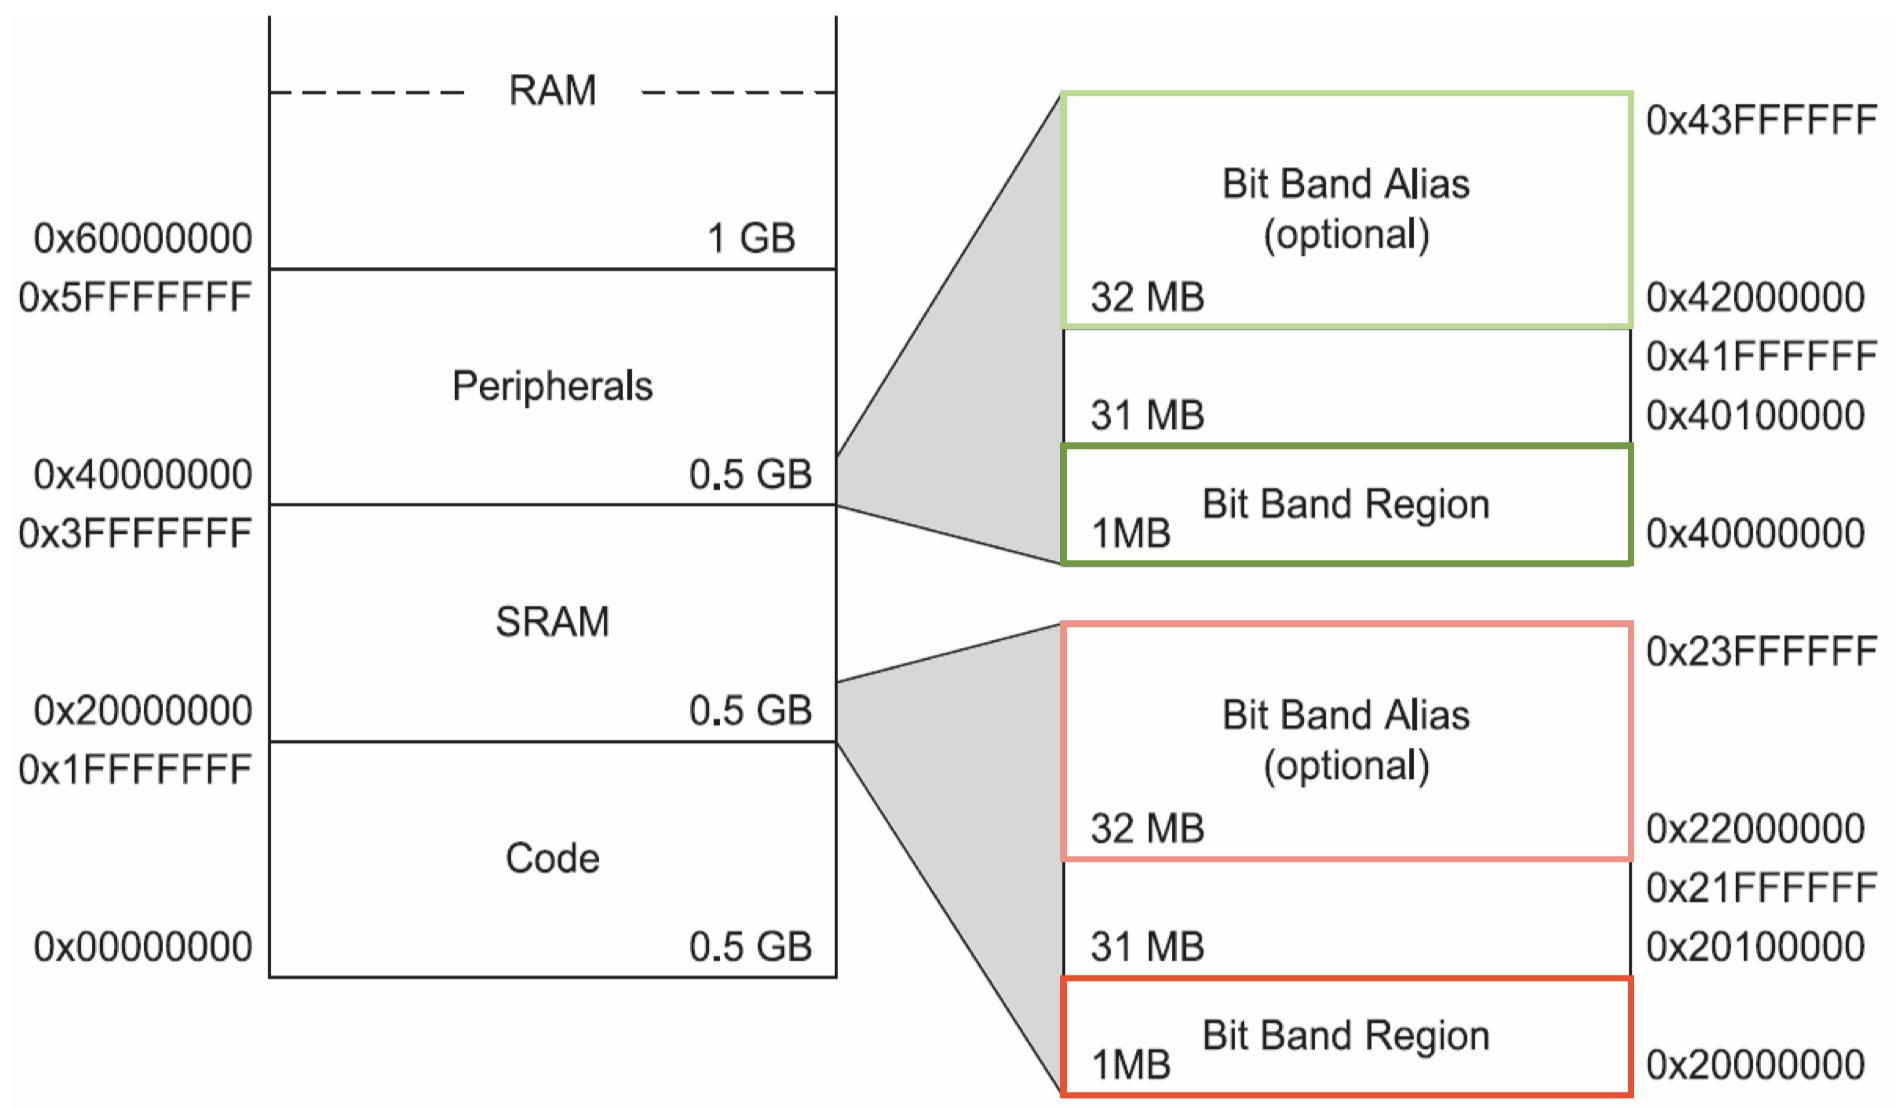 RAM
0x60000000
1 GB
0x5FFFFFFF
Peripherals
0x40000000
0.5 GB
0x3FFFFFFF
SRAM
0x20000000
0.5 GB
0x1FFFFFFF
Code
0x00000000
0.5 GB
0x43FFFFFF
Bit Band Alias
(optional)
32 MB
0x42000000
0x41FFFFFF
31 MB
0x40100000
Bit Band Region
1MB
0x40000000
0x23FFFFFF
Bit Band Alias
(optional)
32 MB
0x22000000
0x21FFFFFF
31 MB
0x20100000
Bit Band Region
1MB
0x20000000